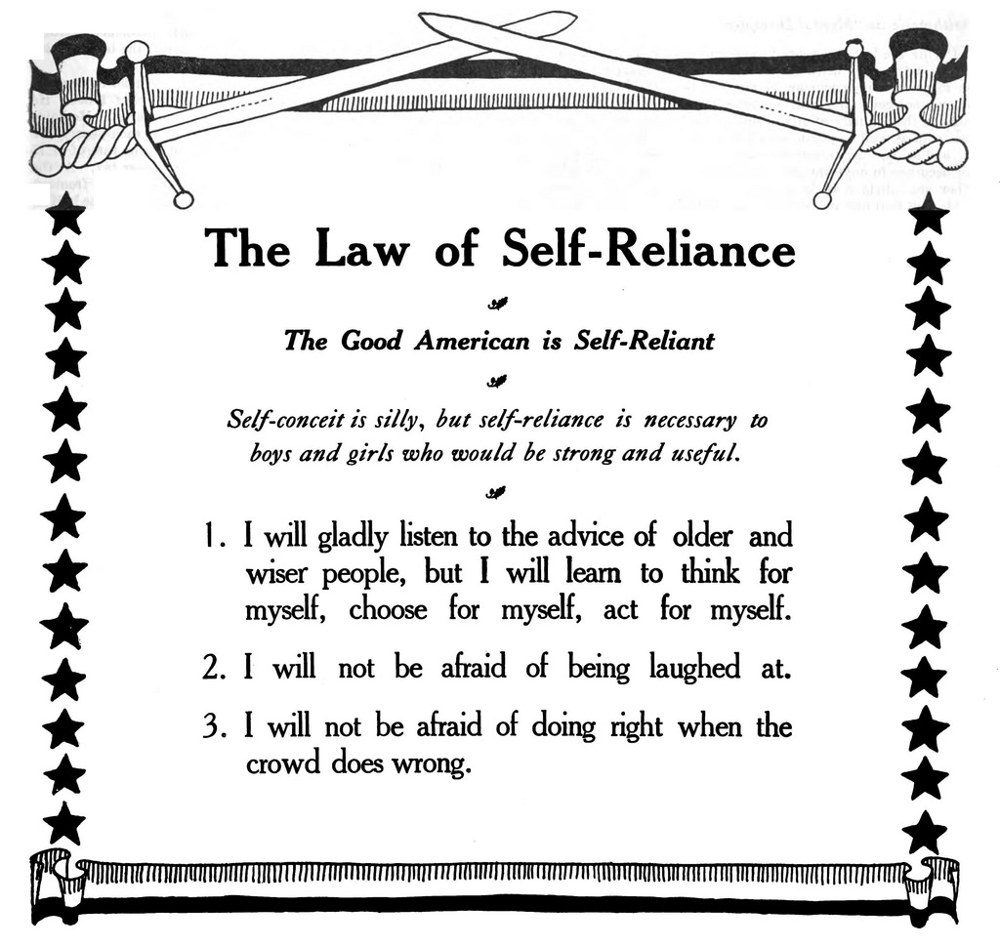 The Law of Self-Reliance
The Good American is Self-Reliant
Self-conceit is silly, but self-reliance is necessary to
boys and girls who would be strong and useful.
1. I will gladly listen to the advice of older and
wiser people, but I will learn to think for
myself, choose for myself, act for myself.
2. I will not be afraid of being laughed at.
3. I will not be afraid of doing right when the
crowd does wrong.